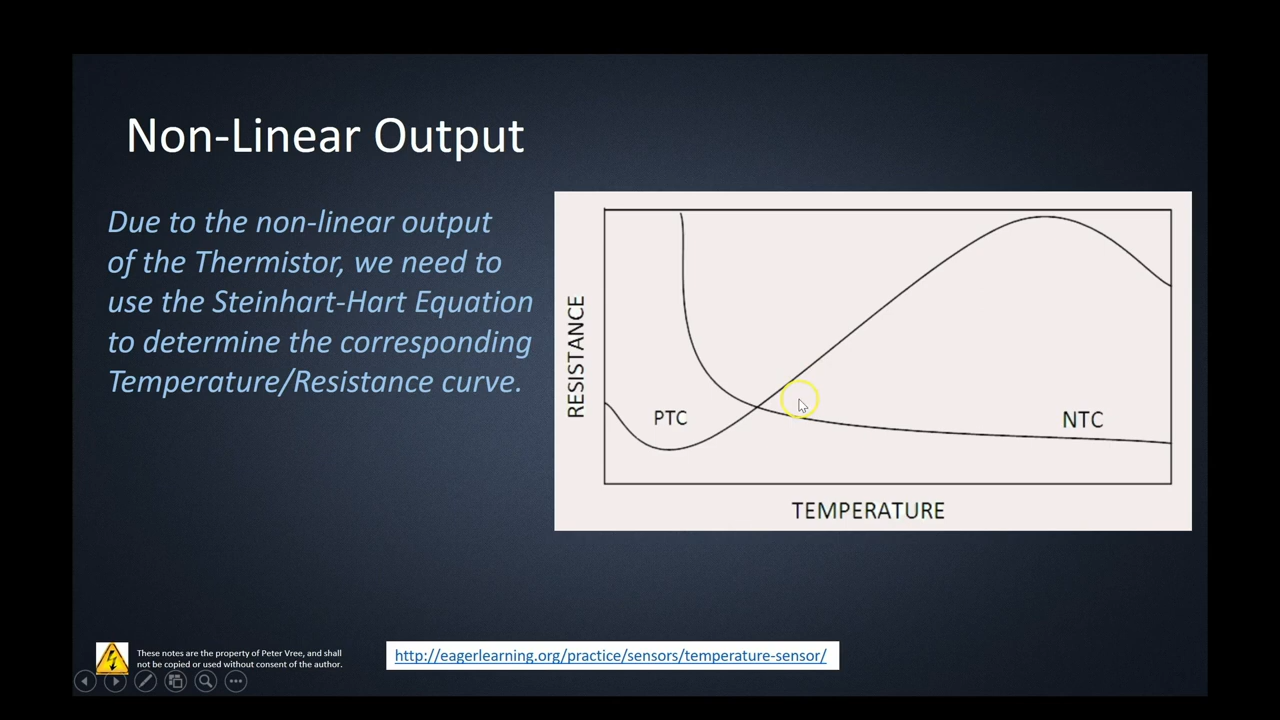 Non-Linear Output
Due to the non-linear output
of the Thermistor, we need to
use the Steinhart-Hart Equation
to determine the corresponding
Temperature/Resistance curve.
RESISTANCE
PTC
NTC
TEMPERATURE
These notes are the property of Peter Vree, and shall
not be copied or used without consent of the author.
http://eagerlearning.org/practice/sensors/temperature-sensor/